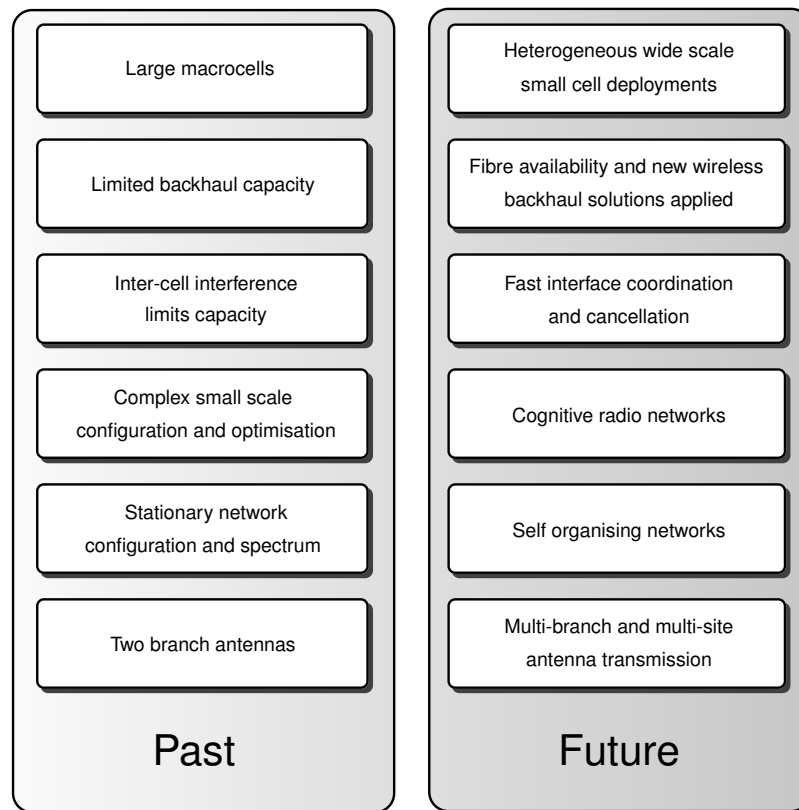 Large macrocells
Limited backhaul capacity
Inter-cell interference
limits capacity
Complex small scale
configuration and optimisation
Stationary network
configuration and spectrum
Two branch antennas
Past
Heterogeneous wide scale
small cell deployments
Fibre availability and new wireless
backhaul solutions applied
Fast interface coordination
and cancellation
Cognitive radio networks
Self organising networks
Multi-branch and multi-site
antenna transmission
Future